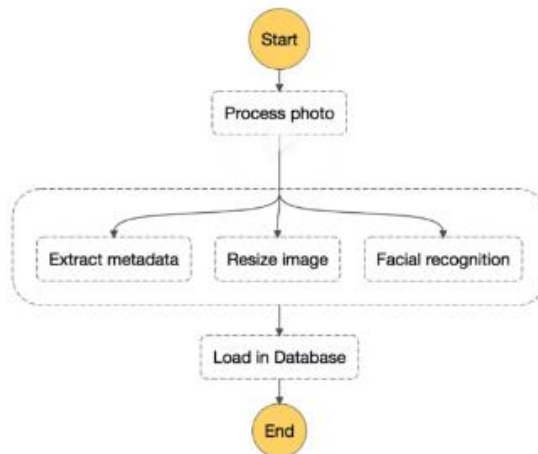 Start
Process photo
Extract metadata
Resize image
Facial recognition
Load in Database
End